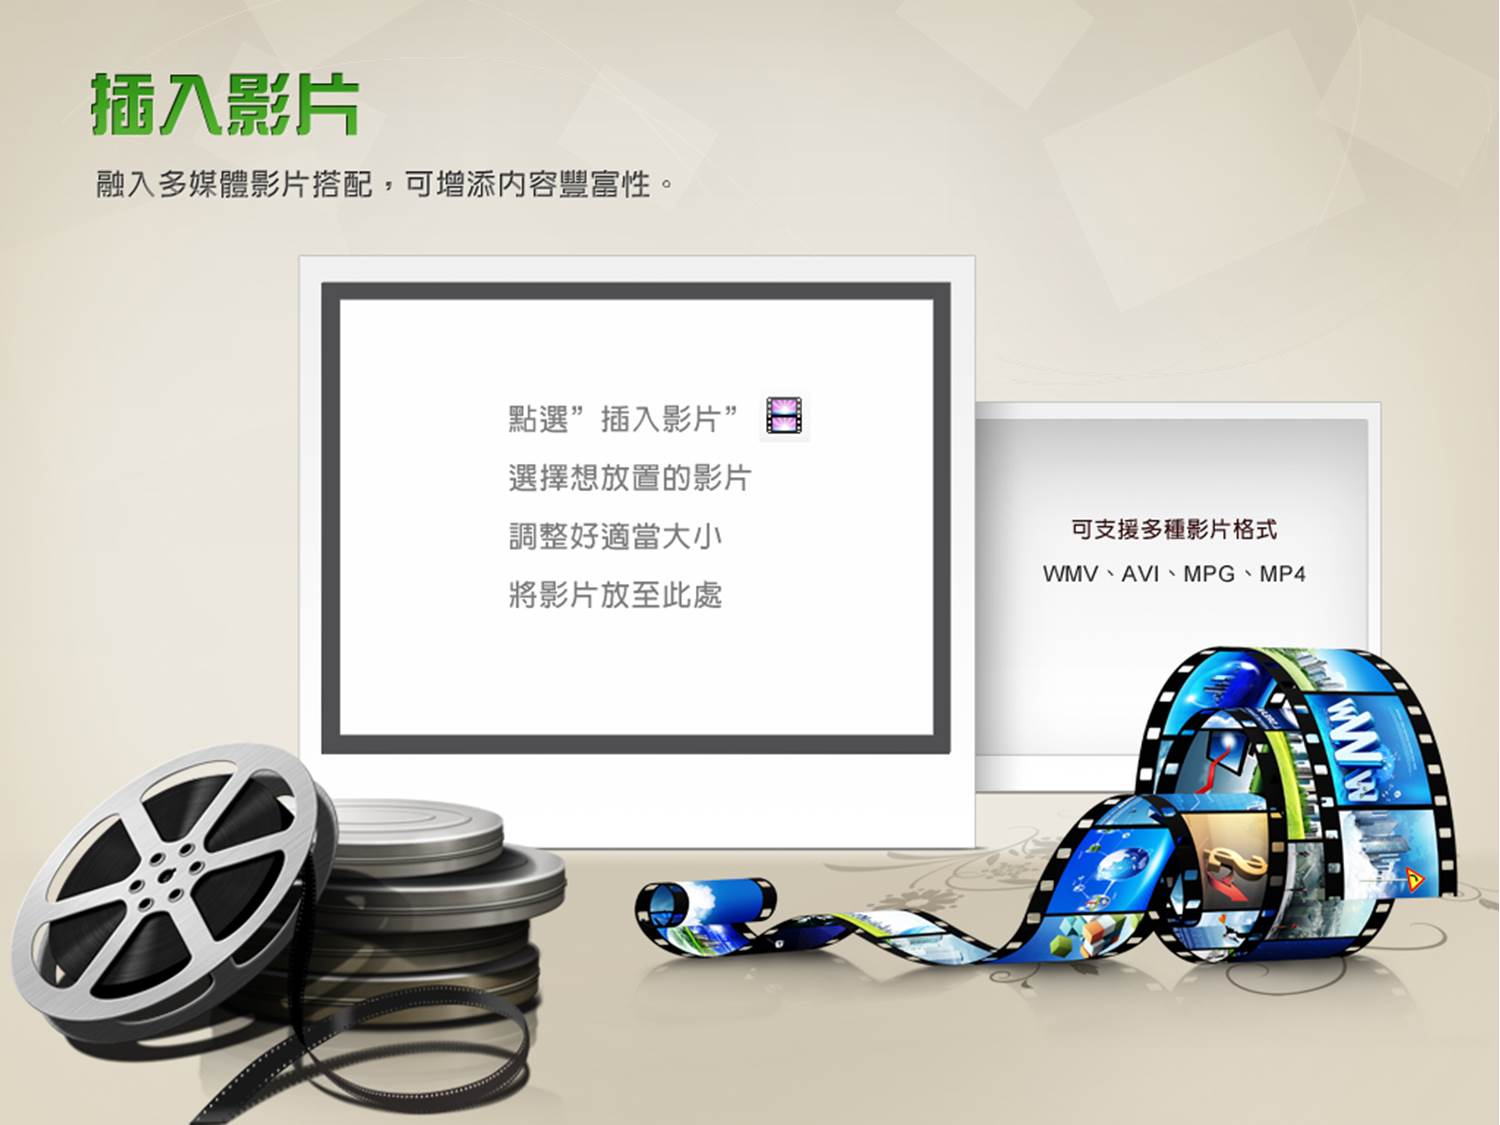 插入影片
融入多媒體影片搭配，可增添內容豐富性。
點選”插入影片”
選擇想放置的影片
調整好適當大小
將影片放至此處
可支援多種影片格式
WMV、AVI、MPG、MP4
WW